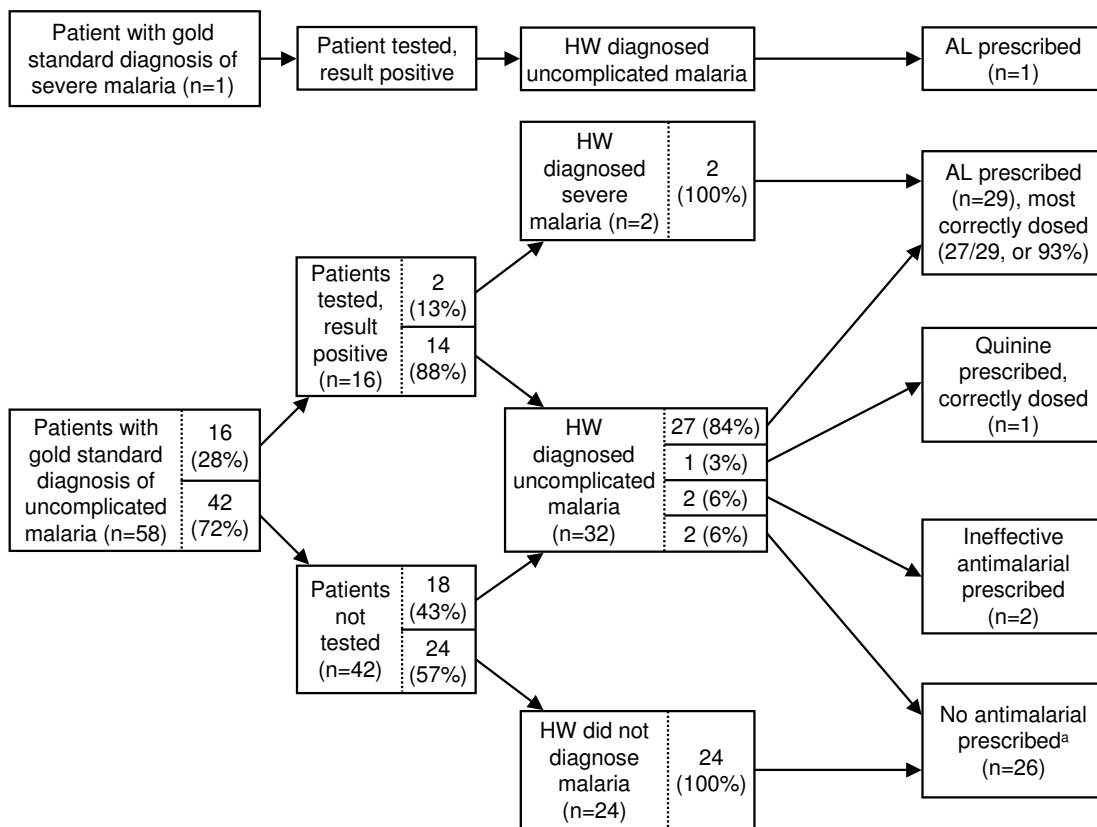 Patient with gold
standard diagnosis of
severe malaria (n=1)
Patient tested,
result positive
HW diagnosed
uncomplicated malaria
AL prescribed
(n=1)
HW
diagnosed
severe
malaria (n=2)
2
(100%)
AL prescribed
(n=29), most
correctly dosed
(27/29, or 93%)
Patients
tested,
result
positive
(n=16)
2
(13%)
14
(88%)
Quinine
prescribed,
correctly dosed
(n=1)
Patients with
gold standard
diagnosis of
uncomplicated
malaria (n=58)
16
(28%)
42
(72%)
HW
diagnosed
uncomplicated
malaria
(n=32)
27 (84%)
1 (3%)
2 (6%)
2 (6%)
Ineffective
antimalarial
prescribed
(n=2)
Patients
not
tested
(n=42)
18
(43%)
24
(57%)
HW did not
diagnose
malaria
(n=24)
24
(100%)
No antimalarial
prescribedᵃ
(n=26)